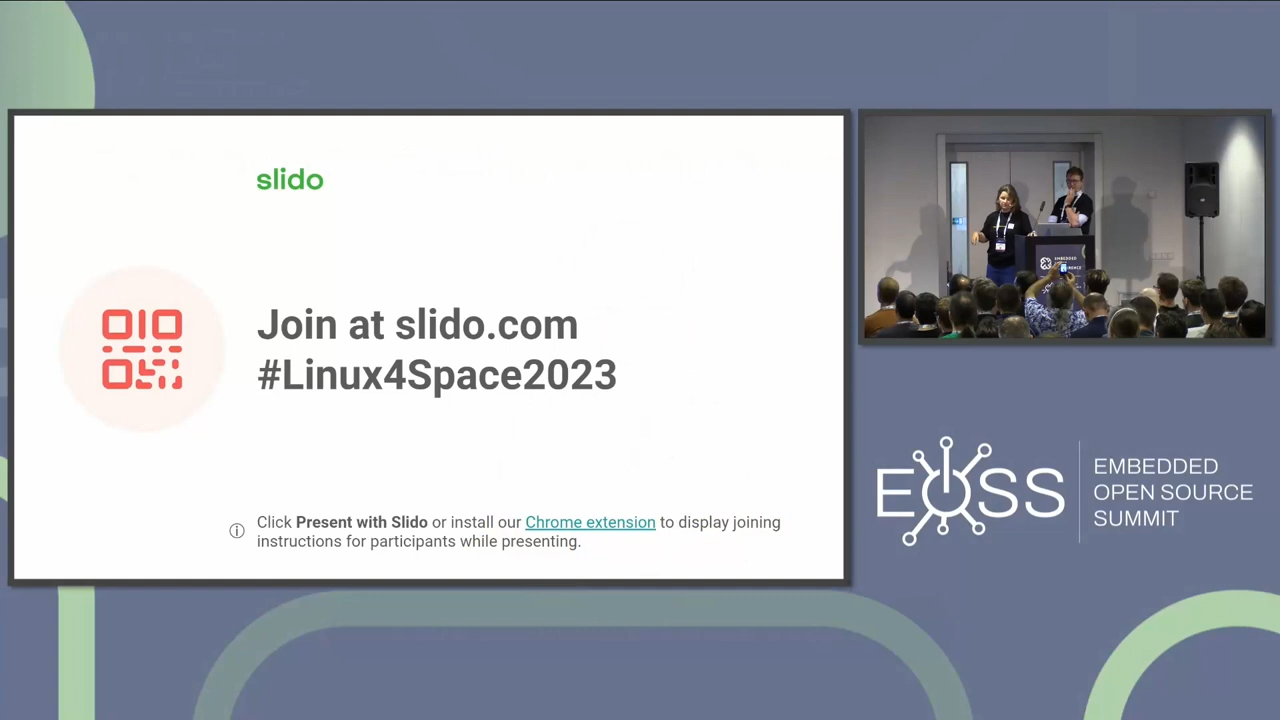 slido
Join at slido.com
#Linux4Space2023
Click Present with Slido or install our Chrome extension to display joining
instructions for participants while presenting.
EMBEDDED
EOSS
EMBEDDED
OPEN SOURCE
SUMMIT